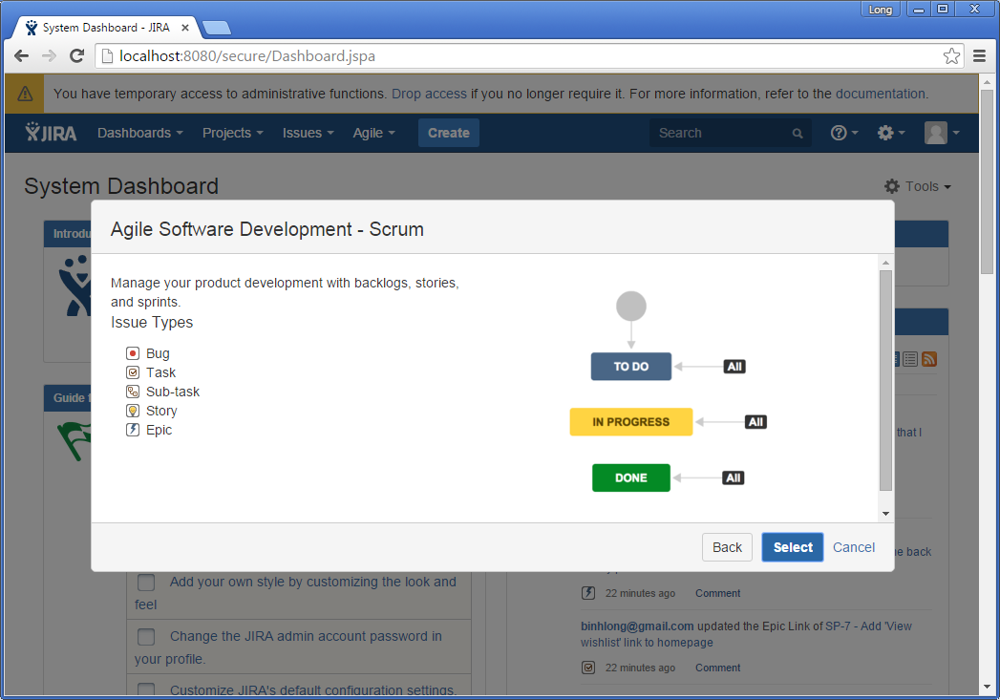 Long
System Dashboard - JIRA
localhost:8080/secure/Dashboard.jspa
You have temporary access to administrative functions. Drop access if you no longer require it. For more information, refer to the documentation.
JIRA Dashboards Projects Issues Agile Create Search
System Dashboard
Tools
Introdu
Agile Software Development - Scrum
Manage your product development with backlogs, stories,
and sprints.
Issue Types
Bug
Task
Sub-task
Story
Epic
TO DO All
IN PROGRESS All
DONE All
Guide
that I
Back Select Cancel
back
Add your own style by customizing the look and
feel
22 minutes ago Comment
Change the JIRA admin account password in
your profile.
binhlong@gmail.com updated the Epic Link of SP-7 - Add 'View
wishlist' link to homepage
22 minutes ago Comment
Customize JIRA's default configuration settings.